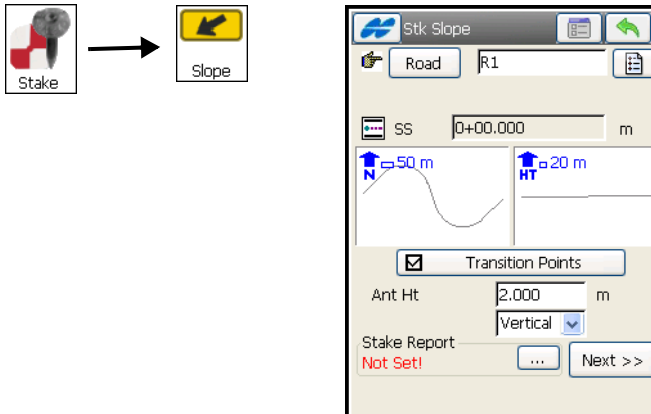 Stake
Slope
Stk Slope
Road R1
SS 0+00.000 m
N 50 m HT 20 m
Transition Points
Ant Ht 2.000 m
Vertical
Stake Report
Not Set! ... Next >>